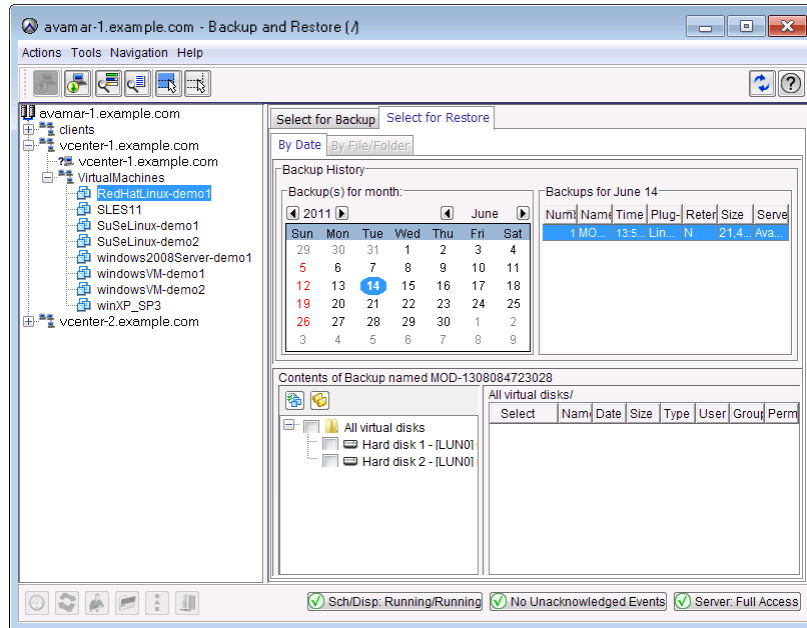 avamar-1.example.com - Backup and Restore (/)
Actions Tools Navigation Help
avamar-1.example.com
clients
vcenter-1.example.com
vcenter-1.example.com
VirtualMachines
RedHatLinux-demo1
SLES11
SuSeLinux-demo1
SuSeLinux-demo2
windows2008Server-demo1
windowsVM-demo1
windowsVM-demo2
winXP_SP3
vcenter-2.example.com
Select for Backup Select for Restore
By Date By File/Folder
Backup History
Backup(s) for month:
2011 June
Sun Mon Tue Wed Thu Fri Sat
29 30 31 1 2 3 4
5 6 7 8 9 10 11
12 13 14 15 16 17 18
19 20 21 22 23 24 25
26 27 28 29 30 1 2
3 4 5 6 7 8 9
Backups for June 14
Name Time Plug- Reter Size Serve
1 MO... 13:5... Lin... N 21,4... Ava...
Contents of Backup named MOD-1308084723028
All virtual disks
Hard disk 1 - [LUN0]
Hard disk 2 - [LUN0]
All virtual disks/
Select Name Date Size Type User Group Perm
Sch/Disp: Running/Running
No Unacknowledged Events
Server: Full Access